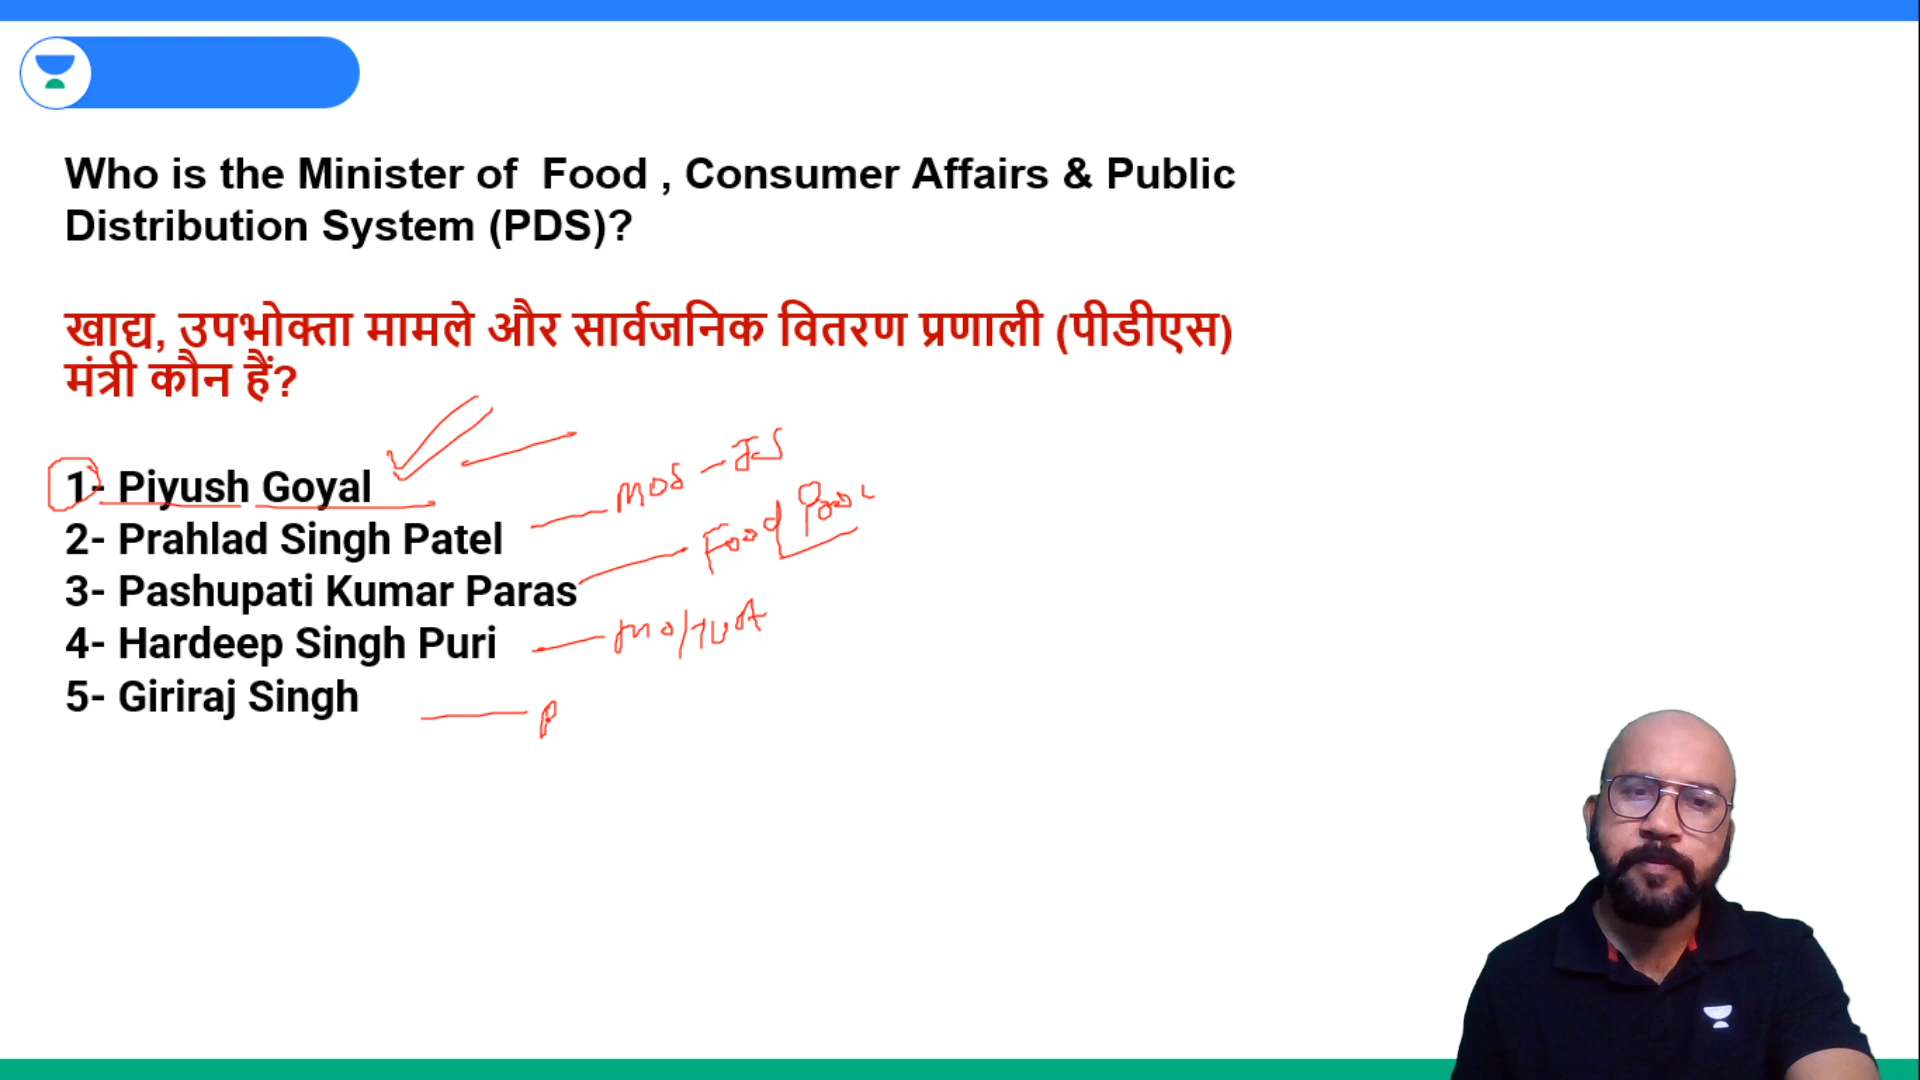 Who is the Minister of Food , Consumer Affairs & Public
Distribution System (PDS)?
खाद्य, उपभोक्ता मामले और सार्वजनिक वितरण प्रणाली (पीडीएस)
मंत्री कौन हैं?
1- Piyush Goyal
2- Prahlad Singh Patel MOS - JS
3- Pashupati Kumar Paras Food Proc
4- Hardeep Singh Puri
5- Giriraj Singh P